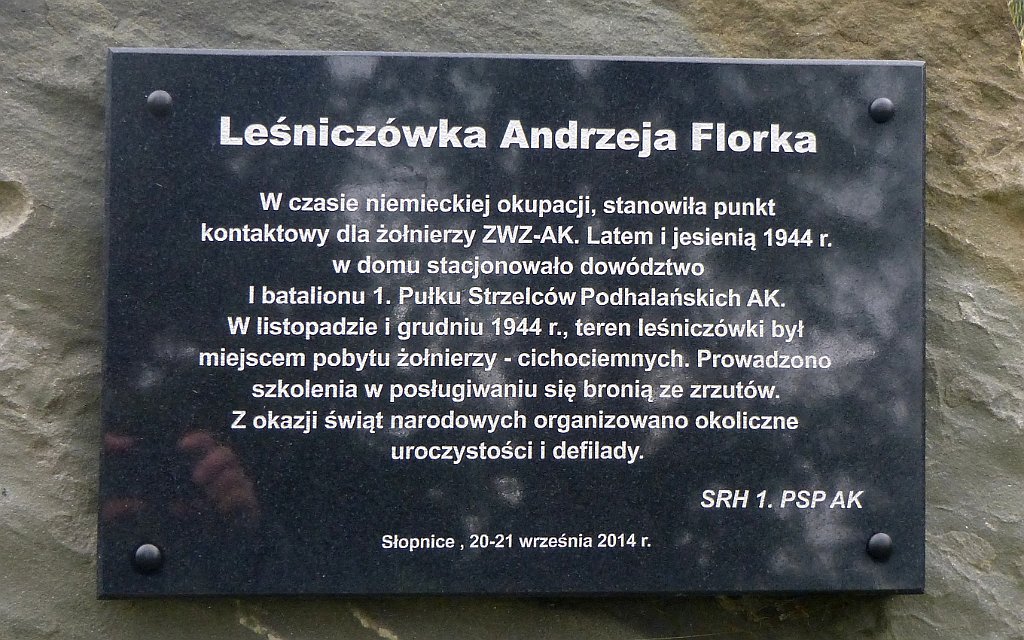 Leśniczówka Andrzeja Florka
W czasie niemieckiej okupacji, stanowiła punkt
kontaktowy dla żołnierzy ZWZ-AK. Latem i jesienią 1944 r.
w domu stacjonowało dowództwo
I batalionu 1. Pułku Strzelców Podhalańskich AK.
W listopadzie i grudniu 1944 r., teren leśniczówki był
miejscem pobytu żołnierzy - cichociemnych. Prowadzono
szkolenia w posługiwaniu się bronią ze zrzutów.
Z okazji świąt narodowych organizowano okoliczne
uroczystości i defilady.
SRH 1. PSP AK
Słopnice , 20-21 września 2014 r.